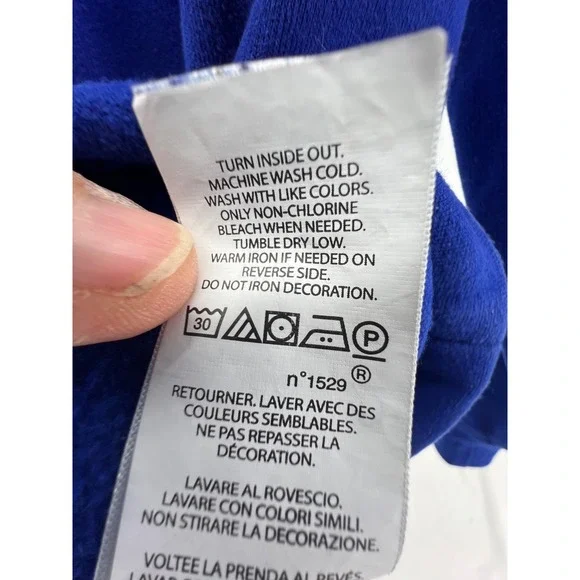 TURN INSIDE OUT.
MACHINE WASH COLD.
WASH WITH LIKE COLORS.
ONLY NON-CHLORINE
BLEACH WHEN NEEDED.
TUMBLE DRY LOW.
WARM IRON IF NEEDED ON
REVERSE SIDE.
DO NOT IRON DECORATION.
30 P
n°1529 ®
RETOURNER. LAVER AVEC DES
COULEURS SEMBLABLES.
NE PAS REPASSER LA
DÉCORATION.
LAVARE AL ROVESCIO.
LAVARE CON COLORI SIMILI.
NON STIRARE LA DECORAZIONE.
VOLTEE LA PRENDA AL REVÉS.